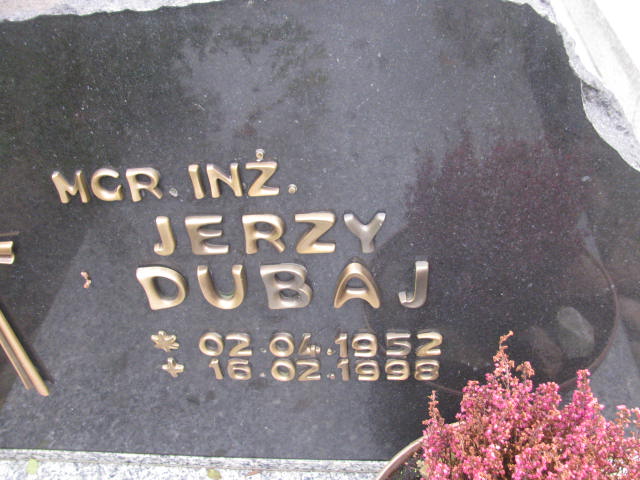 MGR. INŻ.
JERZY
DUBAJ
* 02.04.1952
+ 16.02.1998